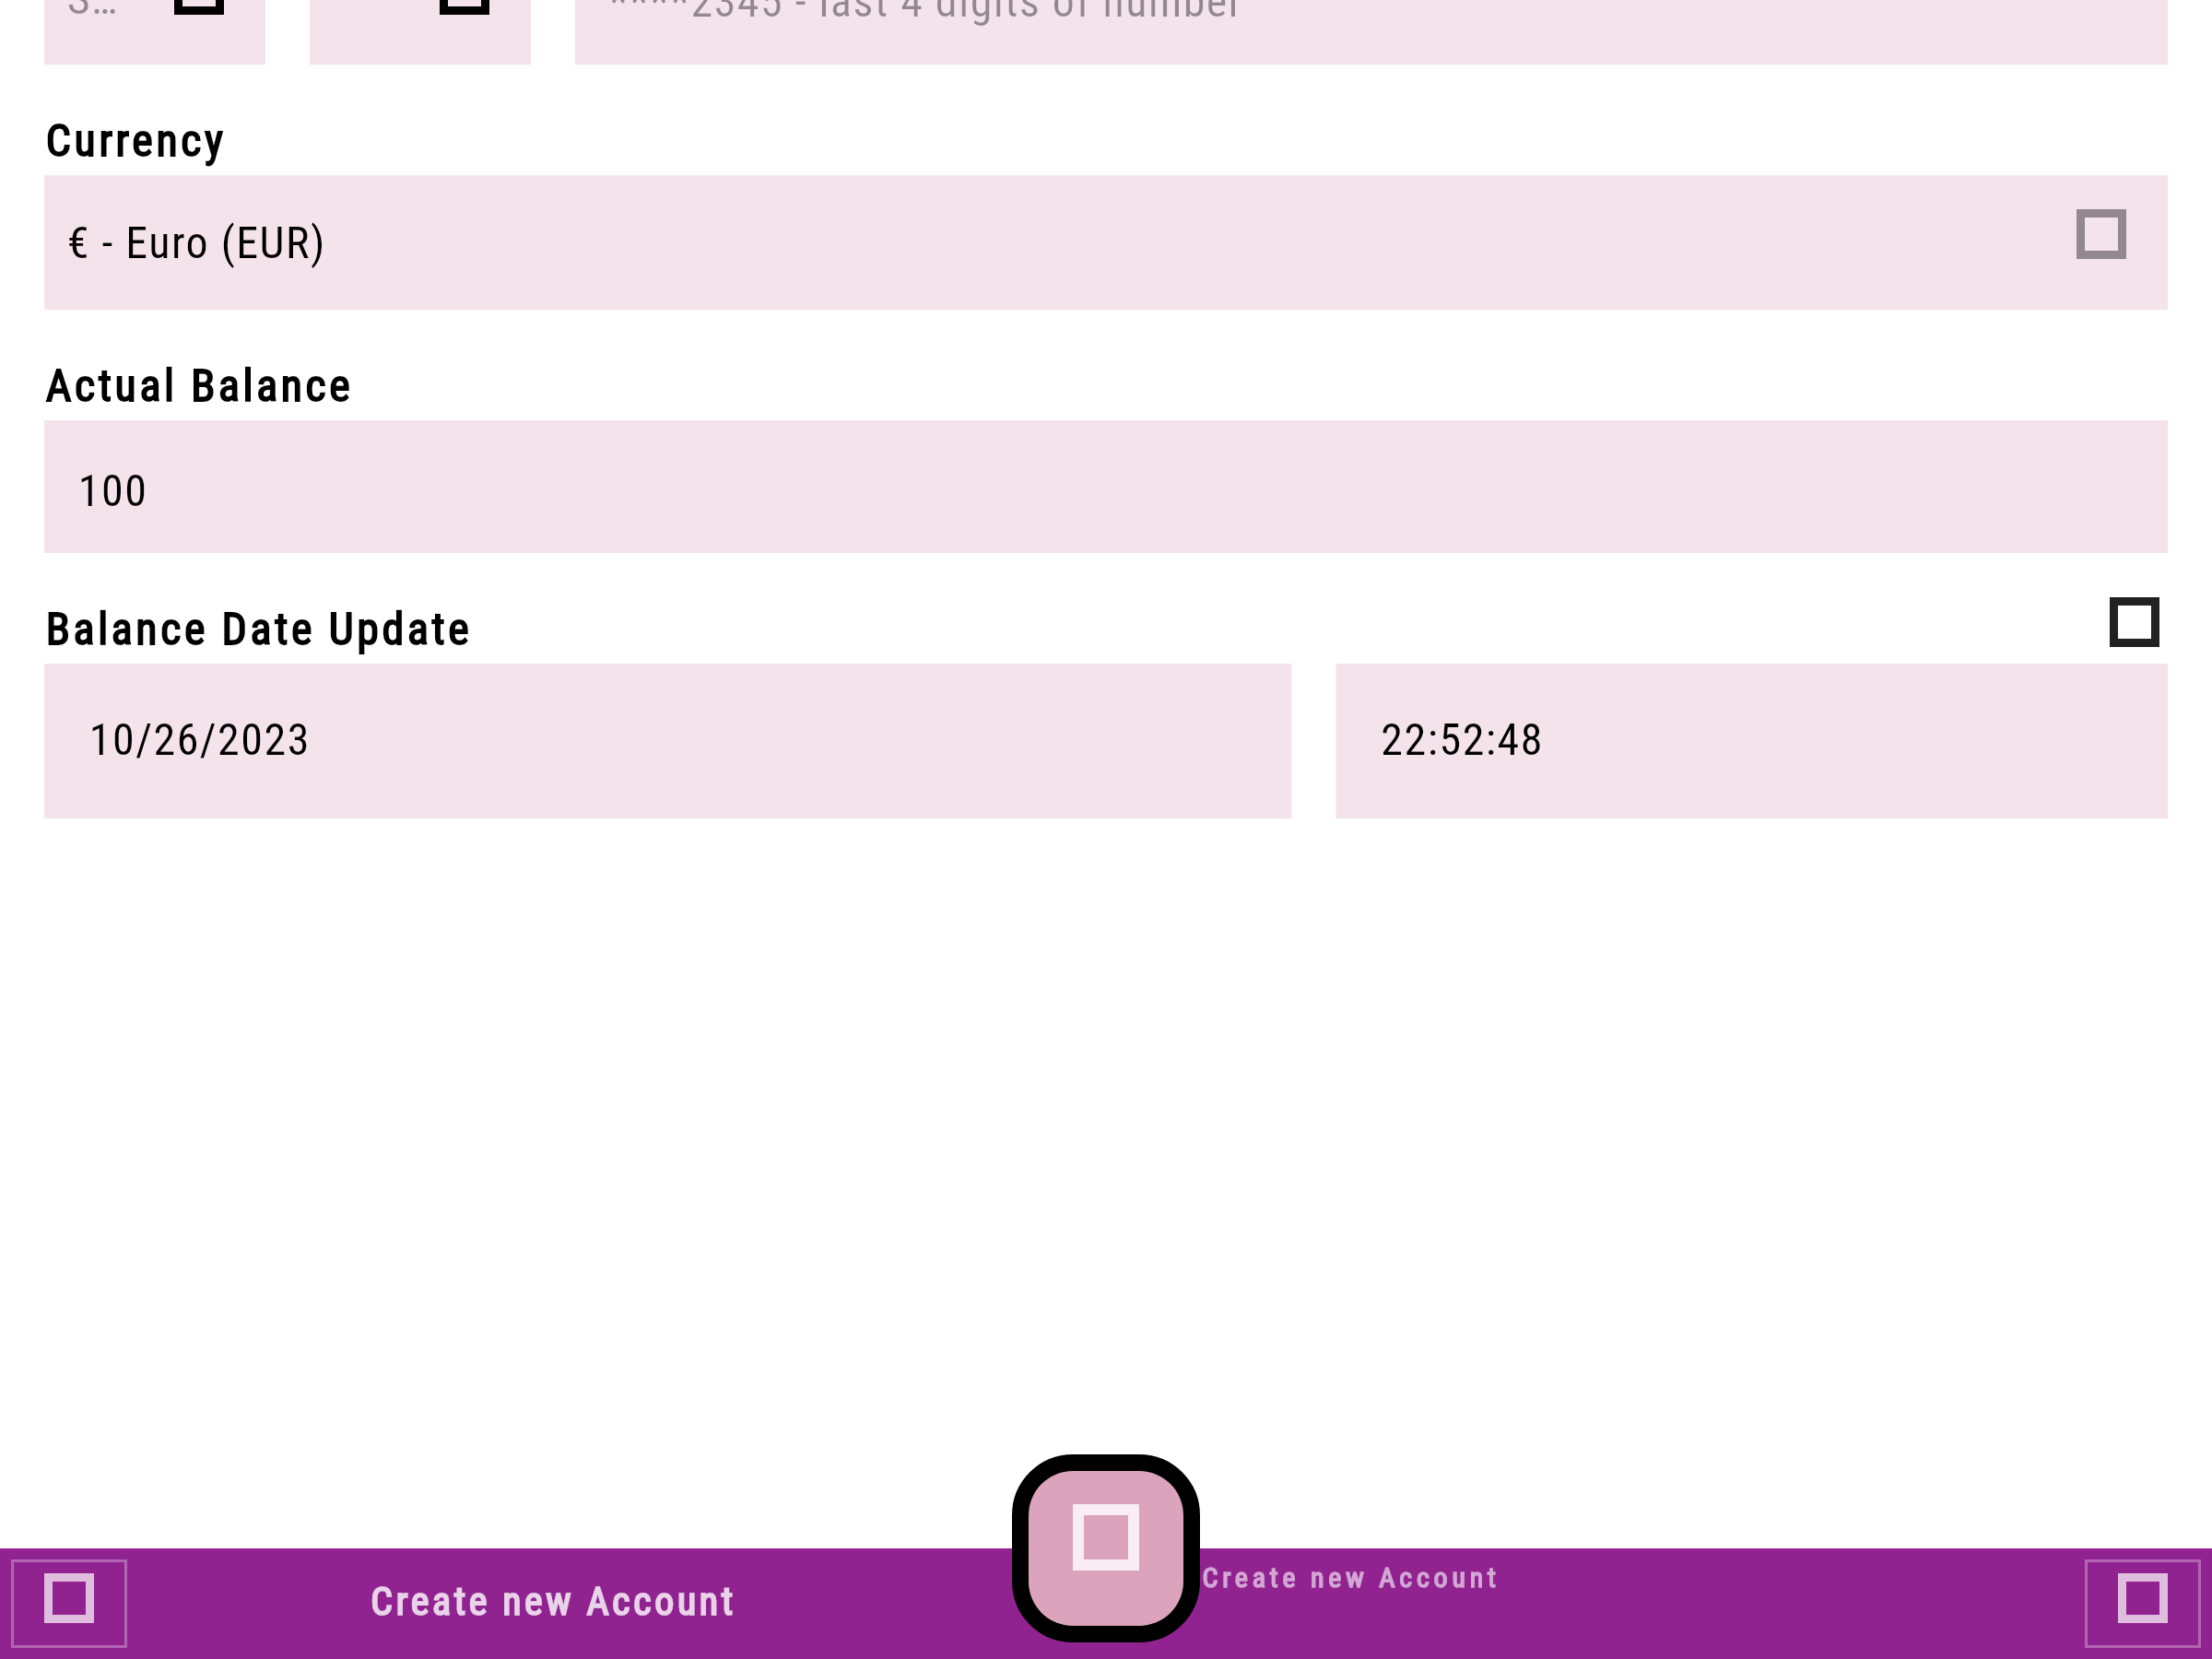 ****2345 - last 4 digits of number
Currency
€ - Euro (EUR)
Actual Balance
100
Balance Date Update
10/26/2023
22:52:48
Create new Account
Create new Account